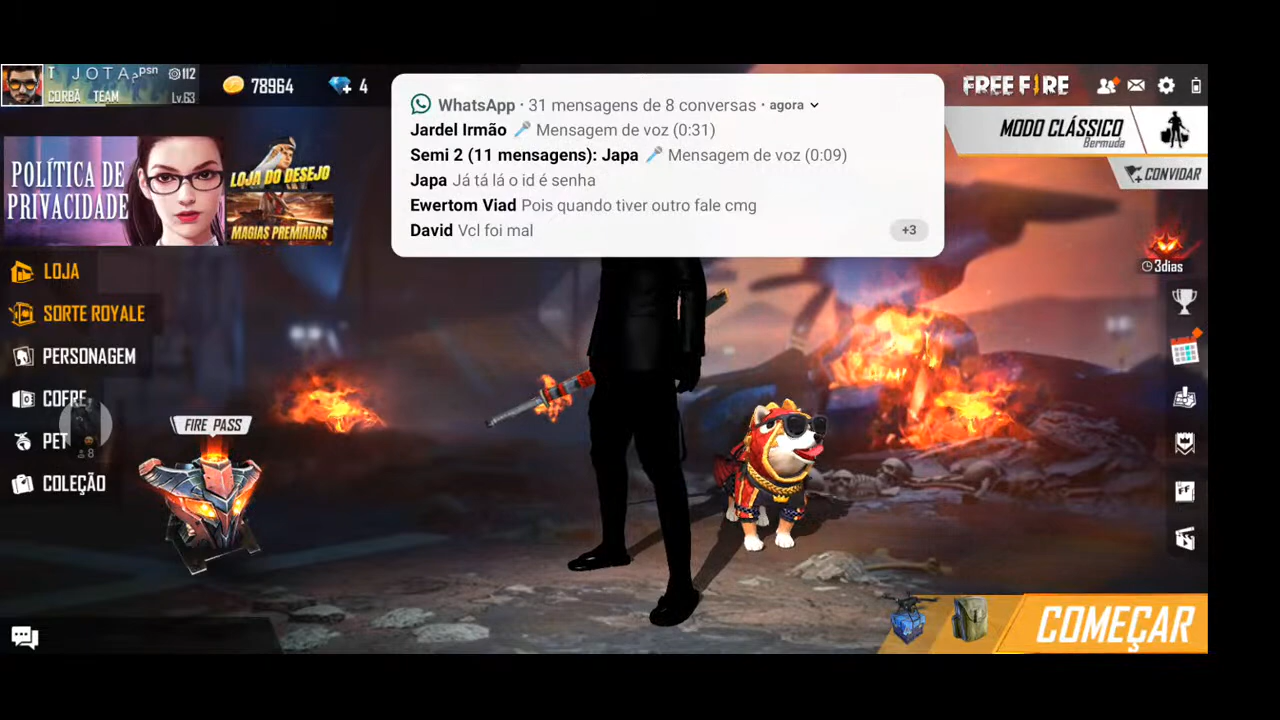 T J O T A psn
112
CORBÃ TEAM
Lv.63
78964
4
WhatsApp · 31 mensagens de 8 conversas · agora
Jardel Irmão 🎤 Mensagem de voz (0:31)
Semi 2 (11 mensagens): Japa 🎤 Mensagem de voz (0:09)
Japa Já tá lá o id é senha
Ewertom Viad Pois quando tiver outro fale cmg
David Vcl foi mal
+3
FREE FIRE
MODO CLÁSSICO
Bermuda
CONVIDAR
3dias
POLÍTICA DE
PRIVACIDADE
LOJA DO DESEJO
MAGIAS PREMIADAS
LOJA
SORTE ROYALE
PERSONAGEM
COFRE
PET
8
COLEÇÃO
FIRE PASS
FF
COMEÇAR